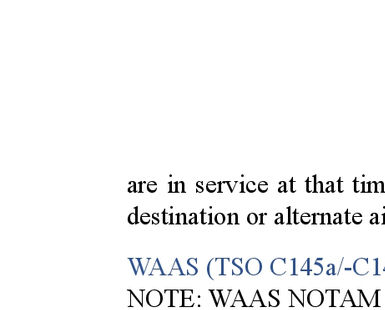 are in service at that tim
destination or alternate ai
WAAS (TSO C145a/-C14
NOTE: WAAS NOTAM